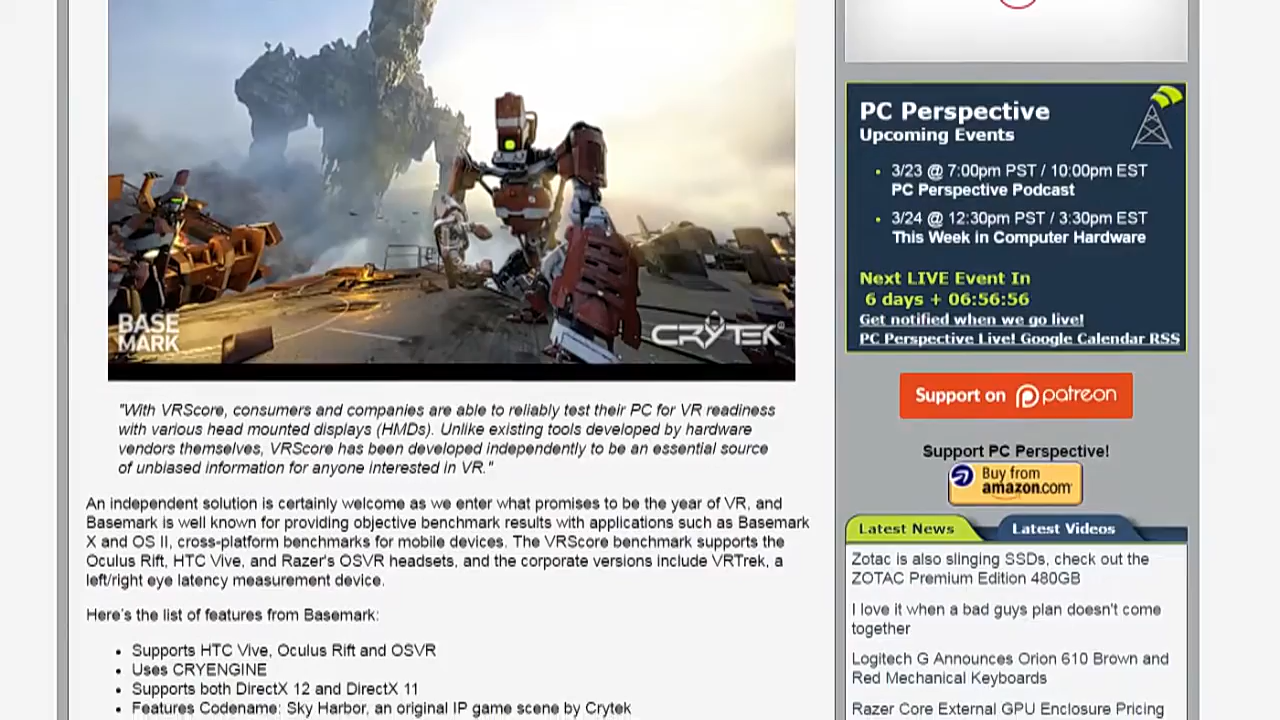 BASE
MARK
CRYTEK
"With VRScore, consumers and companies are able to reliably test their PC for VR readiness
with various head mounted displays (HMDs). Unlike existing tools developed by hardware
vendors themselves, VRScore has been developed independently to be an essential source
of unbiased information for anyone interested in VR."
An independent solution is certainly welcome as we enter what promises to be the year of VR, and
Basemark is well known for providing objective benchmark results with applications such as Basemark
X and OS II, cross-platform benchmarks for mobile devices. The VRScore benchmark supports the
Oculus Rift, HTC Vive, and Razer's OSVR headsets, and the corporate versions include VRTrek, a
left/right eye latency measurement device.
Here's the list of features from Basemark:
• Supports HTC Vive, Oculus Rift and OSVR
• Uses CRYENGINE
• Supports both DirectX 12 and DirectX 11
• Features Codename: Sky Harbor, an original IP game scene by Crytek
PC Perspective
Upcoming Events
• 3/23 @ 7:00pm PST / 10:00pm EST
PC Perspective Podcast
• 3/24 @ 12:30pm PST / 3:30pm EST
This Week in Computer Hardware
Next LIVE Event In
6 days + 06:56:56
Get notified when we go live!
PC Perspective Live! Google Calendar RSS
Support on patreon
Support PC Perspective!
Buy from
amazon.com
Latest News Latest Videos
Zotac is also slinging SSDs, check out the
ZOTAC Premium Edition 480GB
I love it when a bad guys plan doesn't come
together
Logitech G Announces Orion 610 Brown and
Red Mechanical Keyboards
Razer Core External GPU Enclosure Pricing